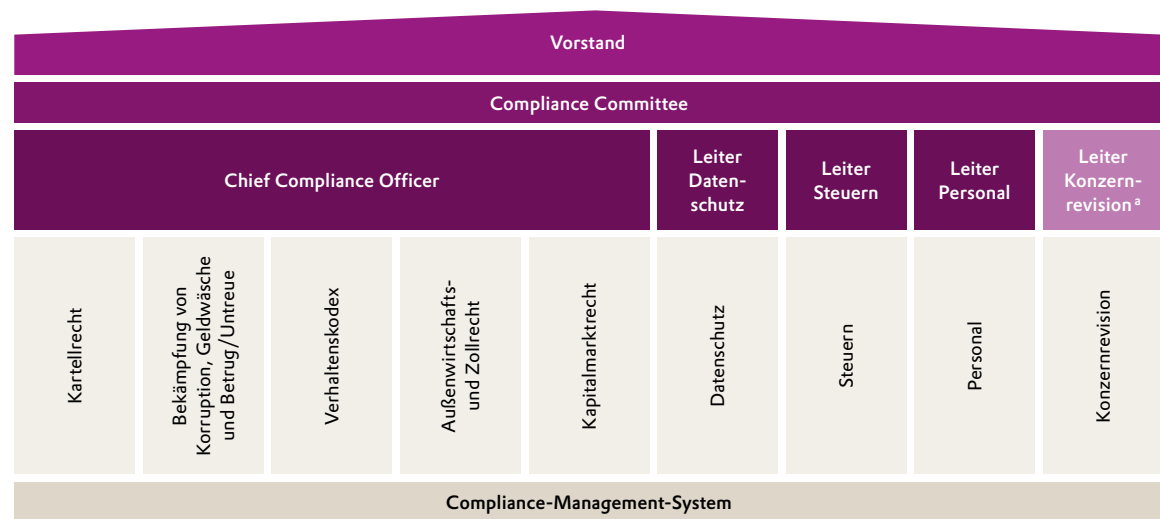 Vorstand
Compliance Committee
Chief Compliance Officer
Leiter
Daten-
schutz
Leiter
Steuern
Leiter
Personal
Leiter
Konzern-
revision a
Kartellrecht
Bekämpfung von
Korruption, Geldwäsche
und Betrug/Untreue
Verhaltenskodex
Außenwirtschafts-
und Zollrecht
Kapitalmarktrecht
Datenschutz
Steuern
Personal
Konzernrevision
Compliance-Management-System